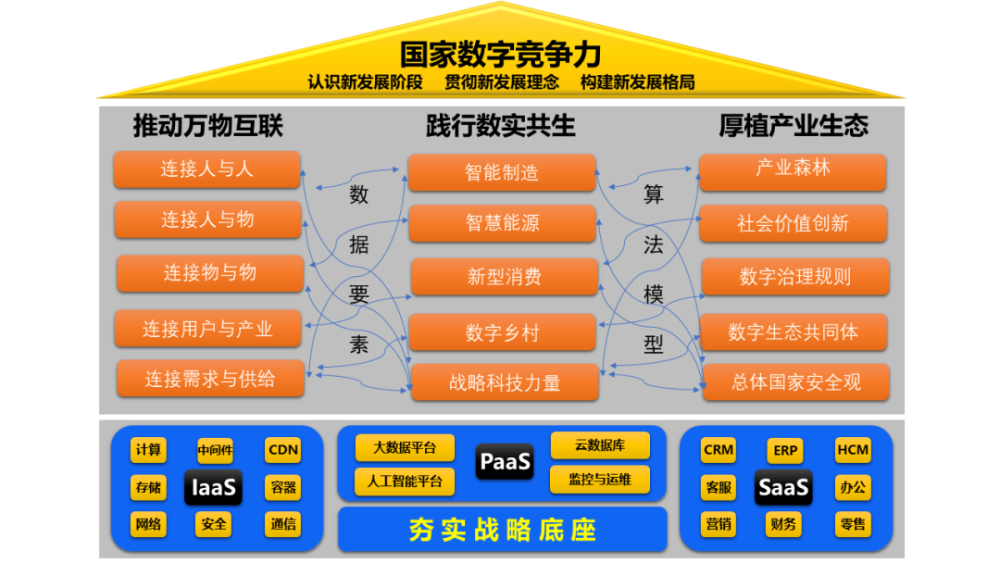 国家数字竞争力
认识新发展阶段 贯彻新发展理念 构建新发展格局
推动万物互联 践行数实共生 厚植产业生态
连接人与人
连接人与物
连接物与物
连接用户与产业
连接需求与供给
数
据
要
素
智能制造
智慧能源
新型消费
数字乡村
战略科技力量
算
法
模
型
产业森林
社会价值创新
数字治理规则
数字生态共同体
总体国家安全观
计算 中间件 CDN
存储 IaaS 容器
网络 安全 通信
大数据平台 PaaS 云数据库
人工智能平台 监控与运维
夯实战略底座
CRM ERP HCM
客服 SaaS 办公
营销 财务 零售